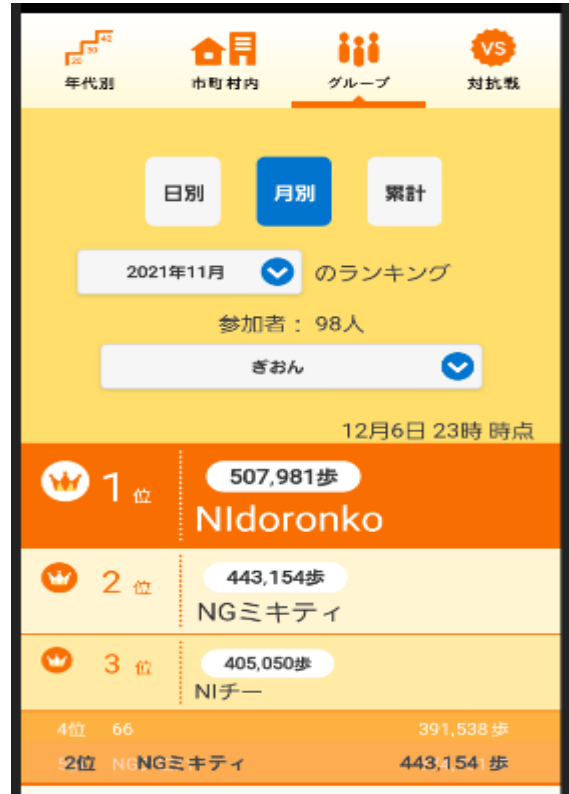 20 30 40
VS
年代別 市町村内 グループ 対抗戦
日別 月別 累計
2021年11月 のランキング
参加者： 98人
ぎおん
12月6日 23時 時点
1 位 507,981歩
NIdoronko
2 位 443,154歩
NGミキティ
3 位 405,050歩
NIチー
4位 66 391,538 歩
2位 NGミキティ 443,154 歩